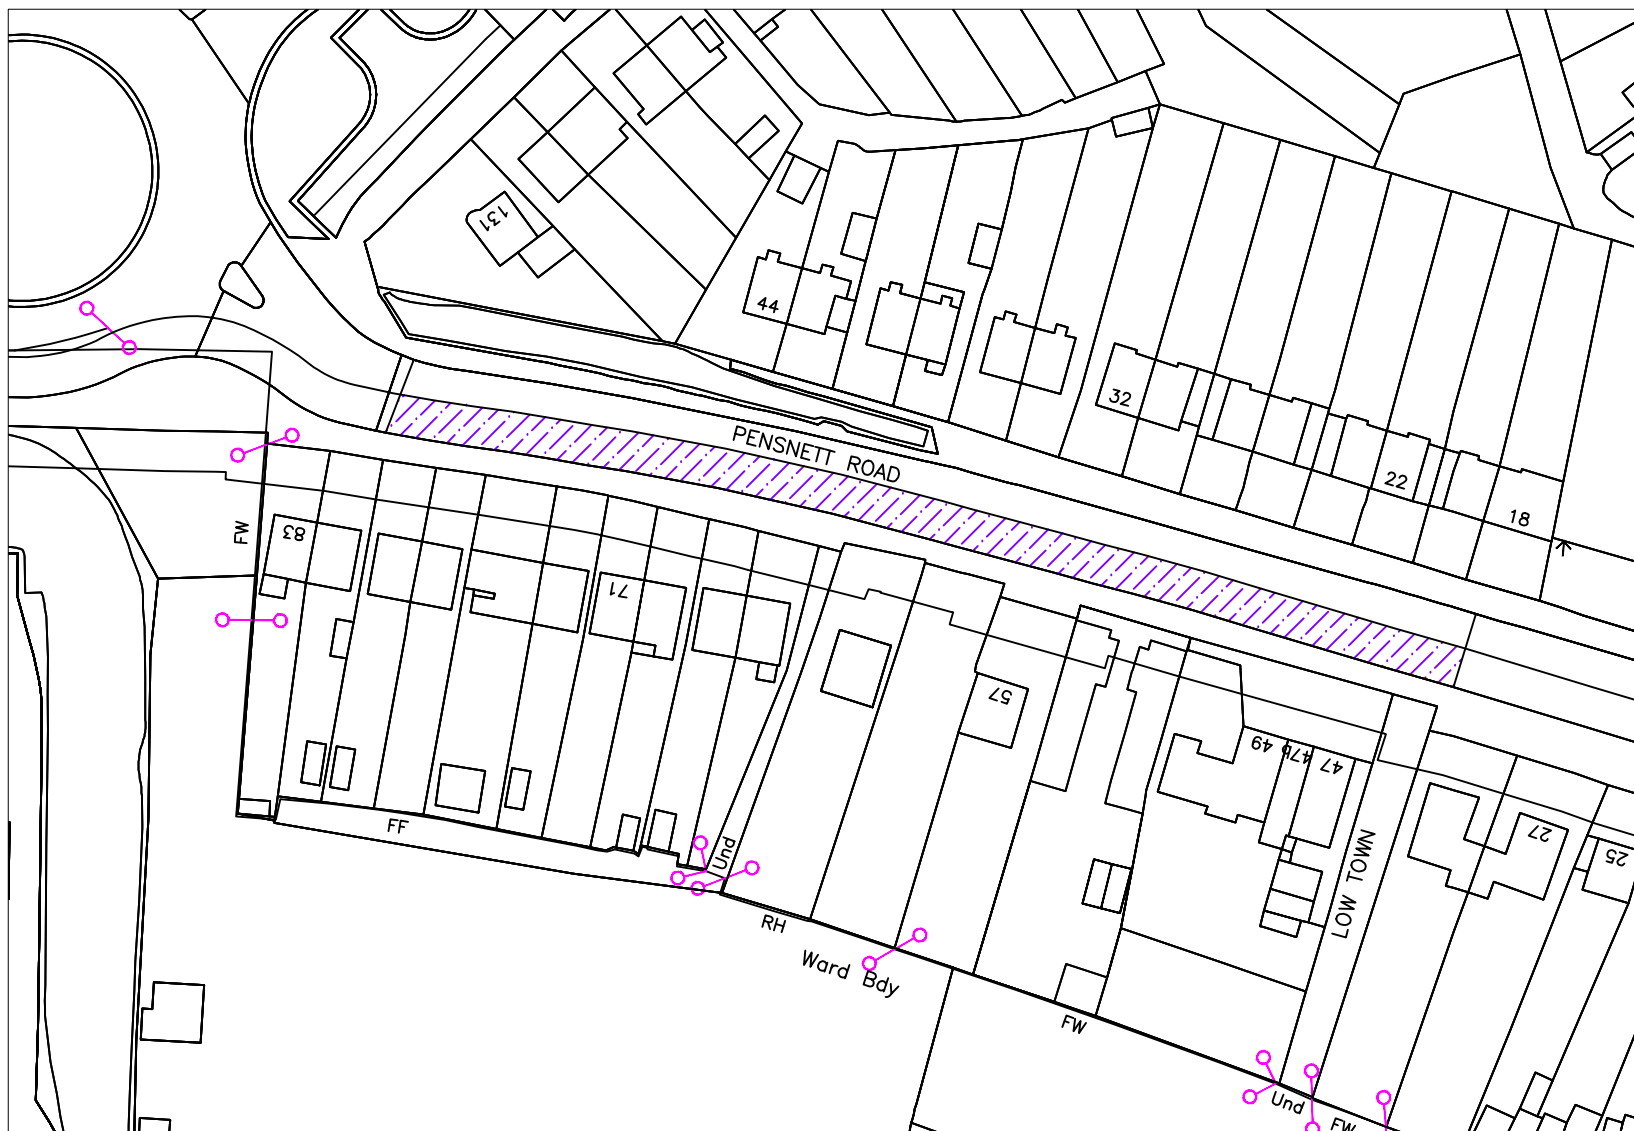 131
44
32
22
18
PENSNETT ROAD
FW
83
71
57
49
47b
47
27
25
FF
Und
RH
Ward Bdy
LOW TOWN
FW
Und
FW